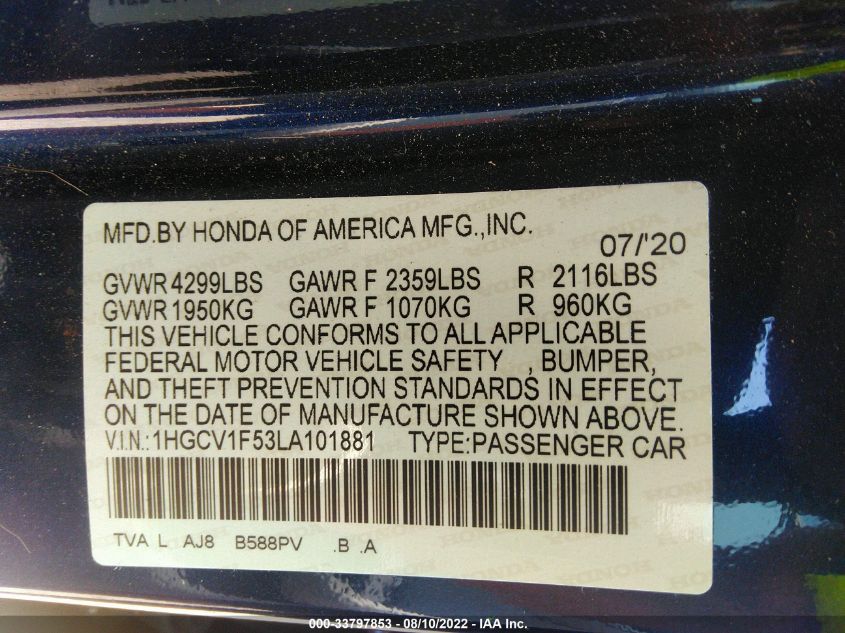 MFD.BY HONDA OF AMERICA MFG.,INC.
07/'20
GVWR 4299LBS GAWR F 2359LBS R 2116LBS
GVWR 1950KG GAWR F 1070KG R 960KG
THIS VEHICLE CONFORMS TO ALL APPLICABLE
FEDERAL MOTOR VEHICLE SAFETY , BUMPER,
AND THEFT PREVENTION STANDARDS IN EFFECT
ON THE DATE OF MANUFACTURE SHOWN ABOVE.
V.I.N.:1HGCV1F53LA101881 TYPE:PASSENGER CAR
TVA L AJ8 B588PV .B .A
000-33797853 - 08/10/2022 - IAA Inc.